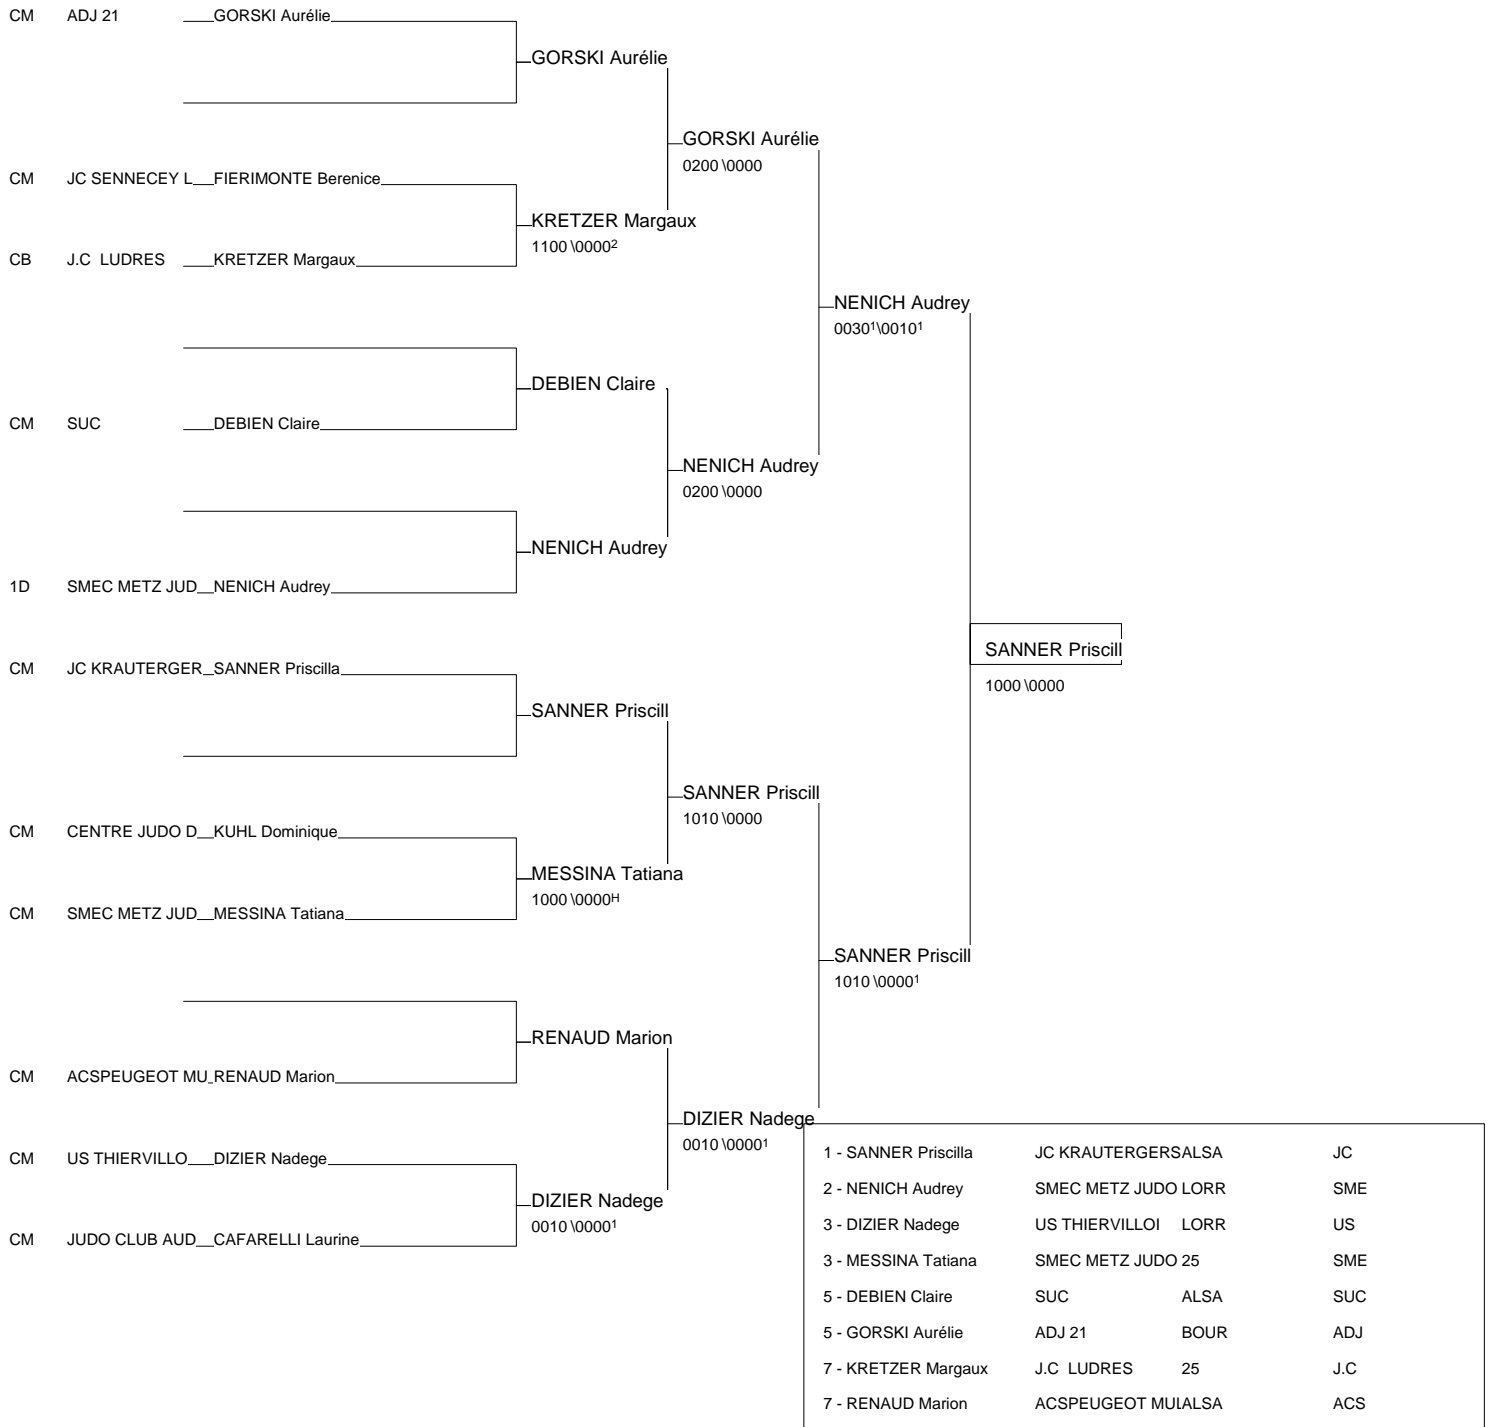 CM ADJ 21 GORSKI Aurélie
GORSKI Aurélie
GORSKI Aurélie
0200 \0000
CM JC SENNECEY L FIERIMONTE Berenice
KRETZER Margaux
1100 \0000²
CB J.C LUDRES KRETZER Margaux
NENICH Audrey
0030¹\0010¹
DEBIEN Claire
CM SUC DEBIEN Claire
NENICH Audrey
0200 \0000
NENICH Audrey
1D SMEC METZ JUD NENICH Audrey
SANNER Priscill
1000 \0000
CM JC KRAUTERGER SANNER Priscilla
SANNER Priscill
SANNER Priscill
1010 \0000
CM CENTRE JUDO D KUHL Dominique
MESSINA Tatiana
1000 \0000H
CM SMEC METZ JUD MESSINA Tatiana
SANNER Priscill
1010 \0000¹
RENAUD Marion
CM ACSPEUGEOT MU RENAUD Marion
DIZIER Nadege
0010 \0000¹
CM US THIERVILLO DIZIER Nadege
DIZIER Nadege
0010 \0000¹
CM JUDO CLUB AUD CAFARELLI Laurine
1 - SANNER Priscilla JC KRAUTERGERSALSA JC
2 - NENICH Audrey SMEC METZ JUDO LORR SME
3 - DIZIER Nadege US THIERVILLOI LORR US
3 - MESSINA Tatiana SMEC METZ JUDO 25 SME
5 - DEBIEN Claire SUC ALSA SUC
5 - GORSKI Aurélie ADJ 21 BOUR ADJ
7 - KRETZER Margaux J.C LUDRES 25 J.C
7 - RENAUD Marion ACSPEUGEOT MULALSA ACS